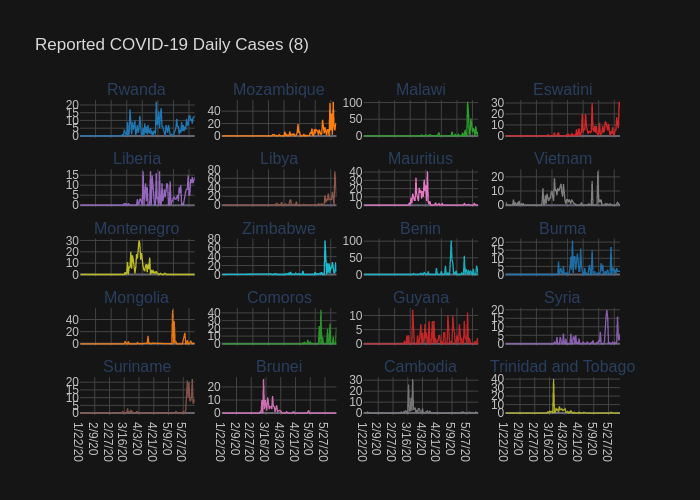 Reported COVID-19 Daily Cases (8)
Rwanda Mozambique Malawi Eswatini
20 15 10 5 0
40 20 0
100 50 0
30 20 10 0
Liberia Libya Mauritius Vietnam
15 10 5 0
80 60 40 20 0
40 30 20 10 0
20 10 0
Montenegro Zimbabwe Benin Burma
30 20 10 0
80 60 40 20 0
100 50 0
20 15 10 5 0
Mongolia Comoros Guyana Syria
40 20 0
40 30 20 10 0
10 5 0
20 15 10 5 0
Suriname Brunei Cambodia Trinidad and Tobago
20 15 10 5 0
20 10 0
30 20 10 0
40 30 20 10 0
1/22/20 2/9/20 2/27/20 3/16/20 4/3/20 4/21/20 5/9/20 5/27/20
1/22/20 2/9/20 2/27/20 3/16/20 4/3/20 4/21/20 5/9/20 5/27/20
1/22/20 2/9/20 2/27/20 3/16/20 4/3/20 4/21/20 5/9/20 5/27/20
1/22/20 2/9/20 2/27/20 3/16/20 4/3/20 4/21/20 5/9/20 5/27/20